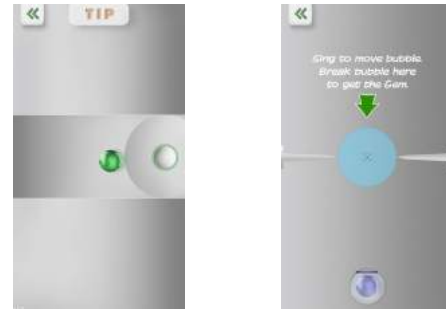 TIP
Sing to move bubble.
Break bubble here
to get the Gem.